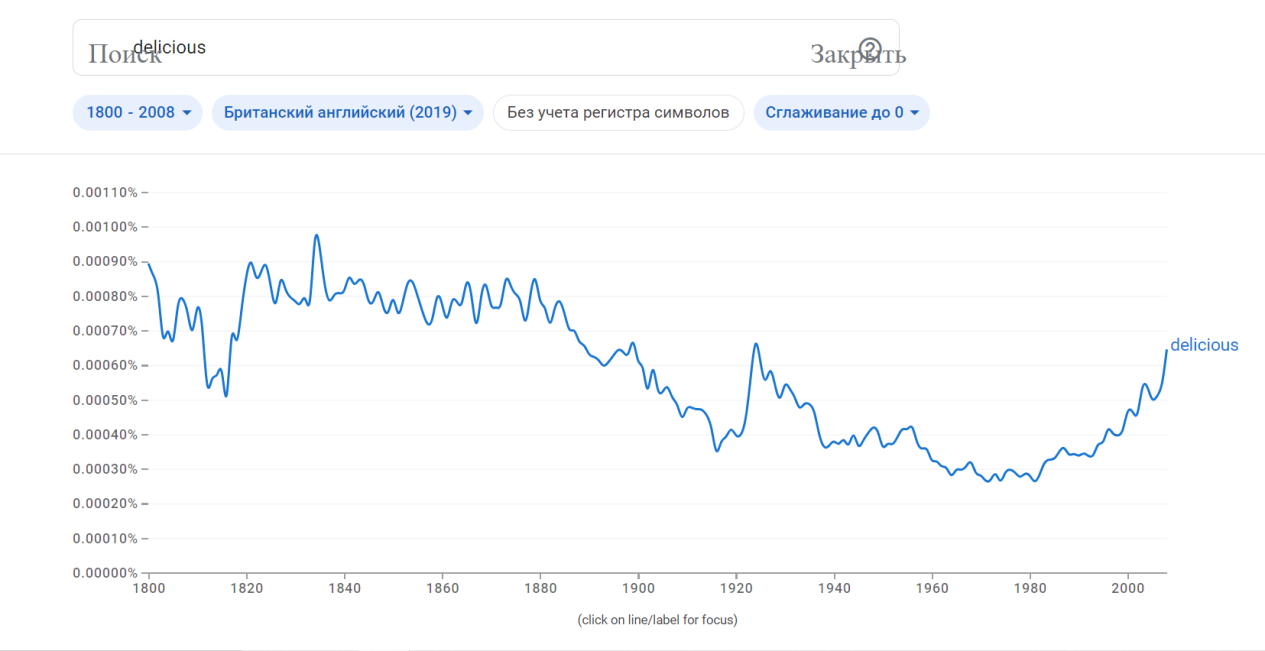 Поиск delicious Закрыть
1800 - 2008 Британский английский (2019) Без учета регистра символов Сглаживание до 0
0.00110%
0.00100%
0.00090%
0.00080%
0.00070%
0.00060%
delicious
0.00050%
0.00040%
0.00030%
0.00020%
0.00010%
0.00000%
1800 1820 1840 1860 1880 1900 1920 1940 1960 1980 2000
(click on line/label for focus)